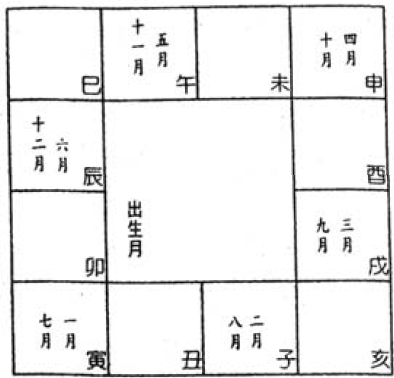 巳
五月
十一月
午
未
四月
十月
申
六月
十二月
辰
酉
出生月
卯
三月
九月
戌
一月
七月
寅
丑
二月
八月
子
亥